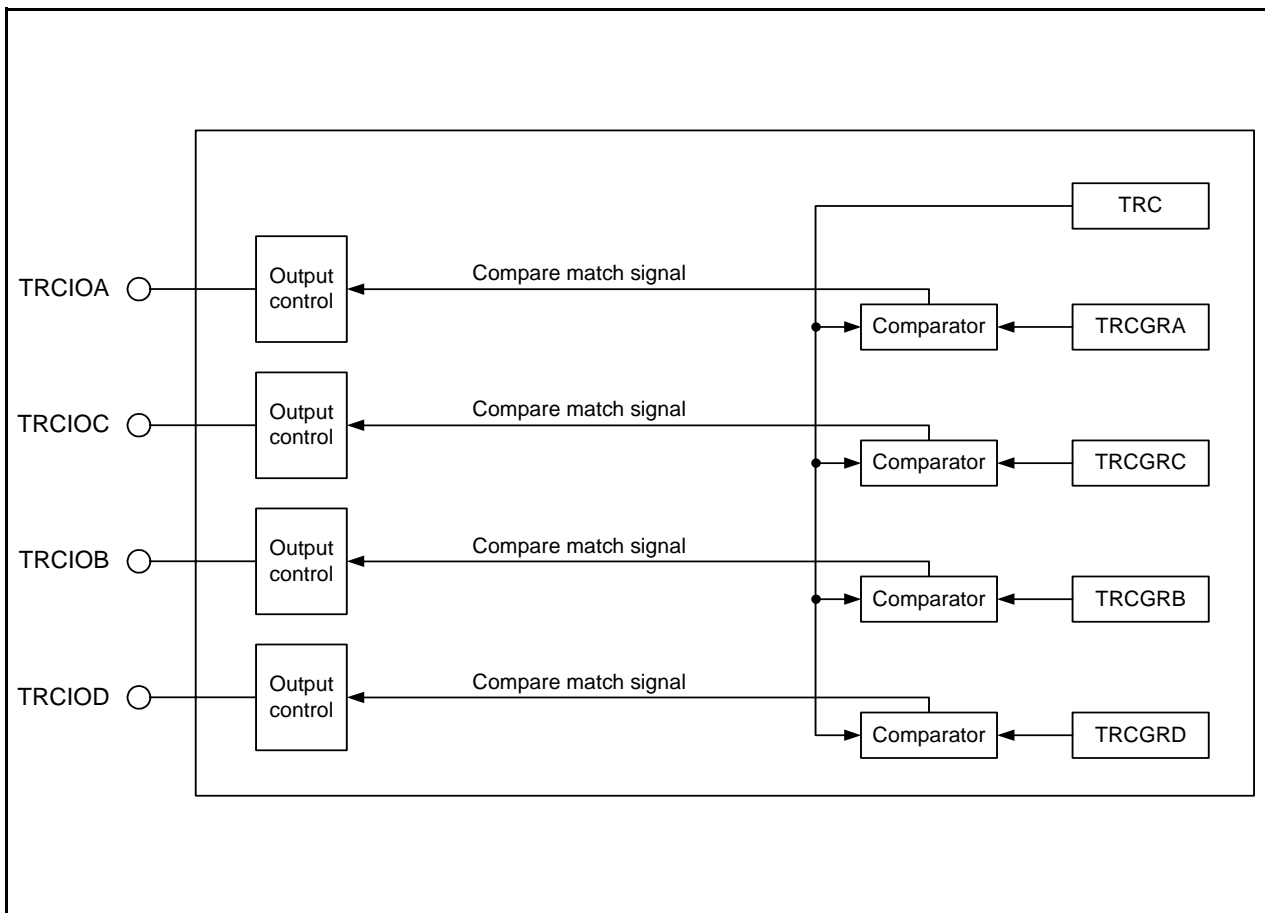 TRC
TRCIOA
Output
control
Compare match signal
Comparator
TRCGRA
TRCIOC
Output
control
Compare match signal
Comparator
TRCGRC
TRCIOB
Output
control
Compare match signal
Comparator
TRCGRB
TRCIOD
Output
control
Compare match signal
Comparator
TRCGRD